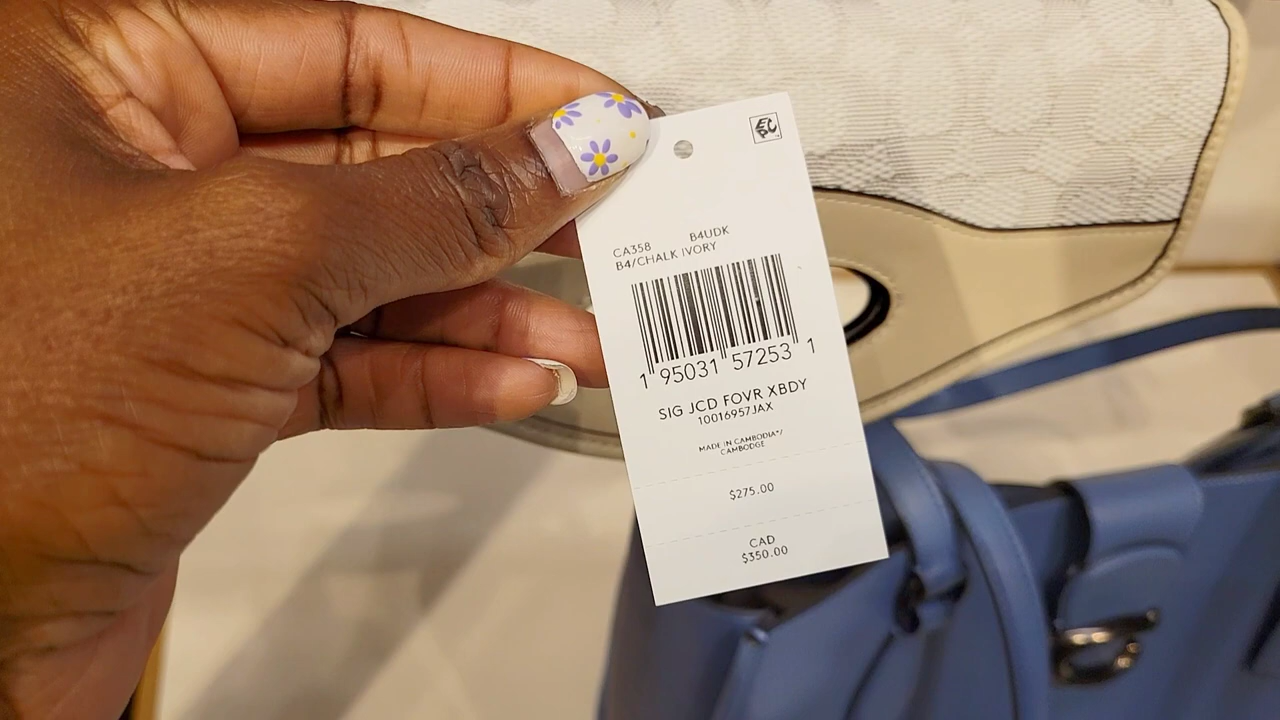 EPC
CA358 B4UDK
B4/CHALK IVORY
1 95031 57253 1
SIG JCD FOVR XBDY
10016957JAX
MADE IN CAMBODIA*/
CAMBODGE
$275.00
CAD
$350.00